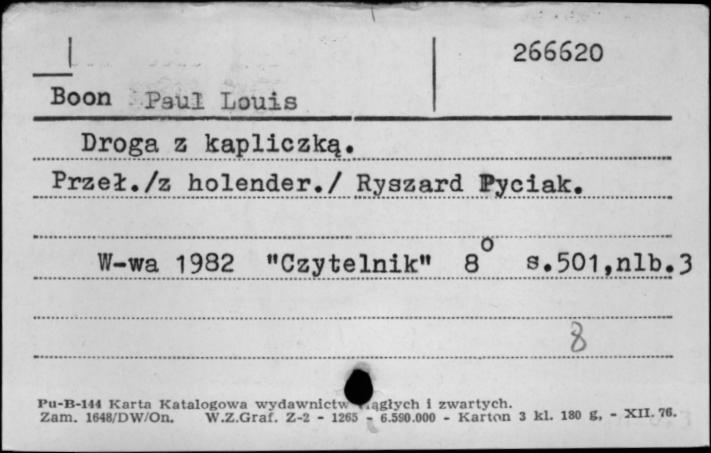 266620
Boon Paul Louis
Droga z kapliczką.
Przeł./z holender./ Ryszard Pyciak.
W-wa 1982 "Czytelnik" 8° s.501,nlb.3
8
Pu-B-144 Karta Katalogowa wydawnictw ciągłych i zwartych.
Zam. 1648/DW/On. W.Z.Graf. Z-2 - 1265 - 6.590.000 - Karton 3 kl. 180 g, - XII. 76.